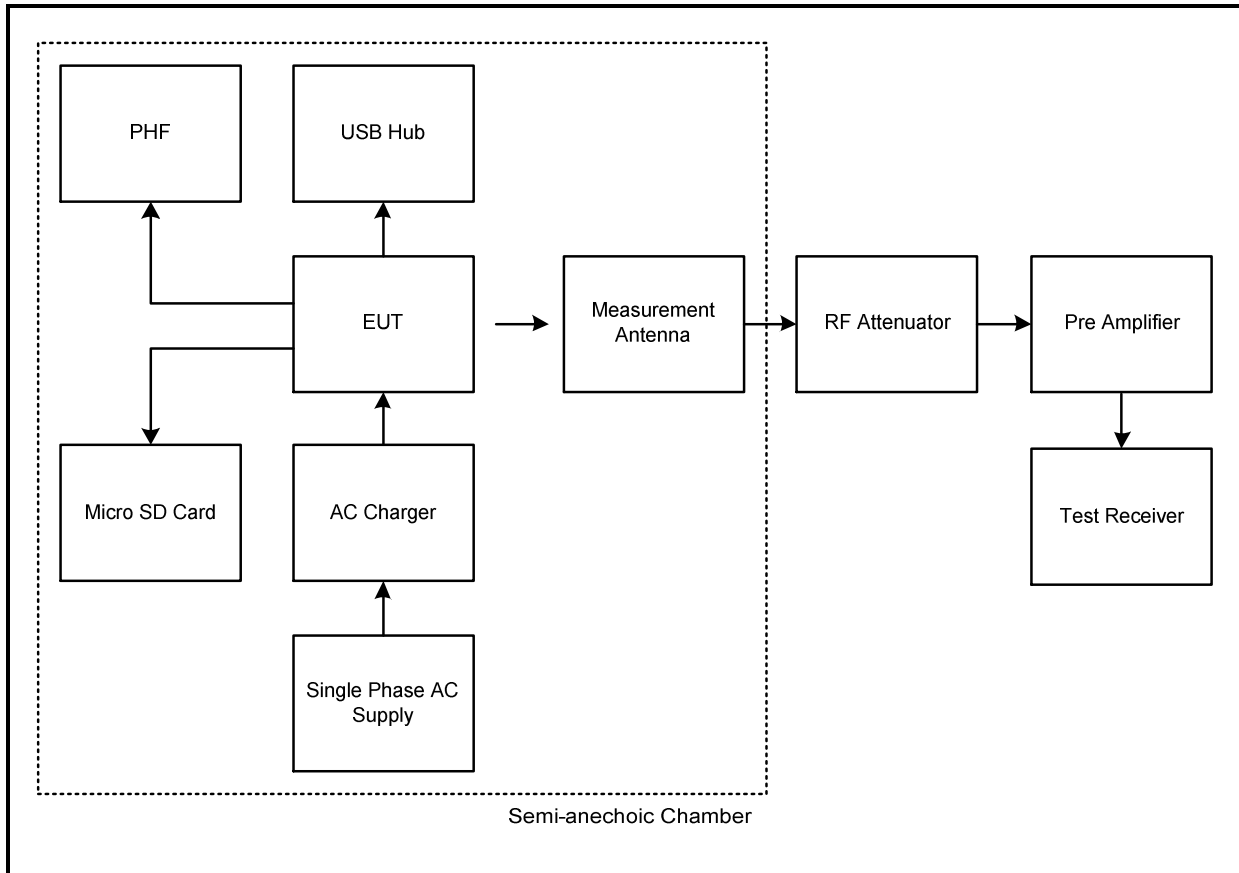 PHF
USB Hub
EUT
Measurement
Antenna
RF Attenuator
Pre Amplifier
Micro SD Card
AC Charger
Test Receiver
Single Phase AC
Supply
Semi-anechoic Chamber